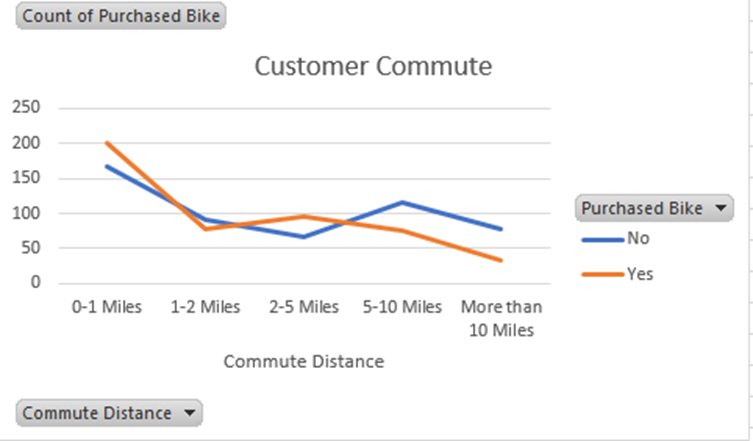 Count of Purchased Bike
Customer Commute
250
200
150
100
50
0
0-1 Miles 1-2 Miles 2-5 Miles 5-10 Miles More than
10 Miles
Commute Distance
Purchased Bike
No
Yes
Commute Distance